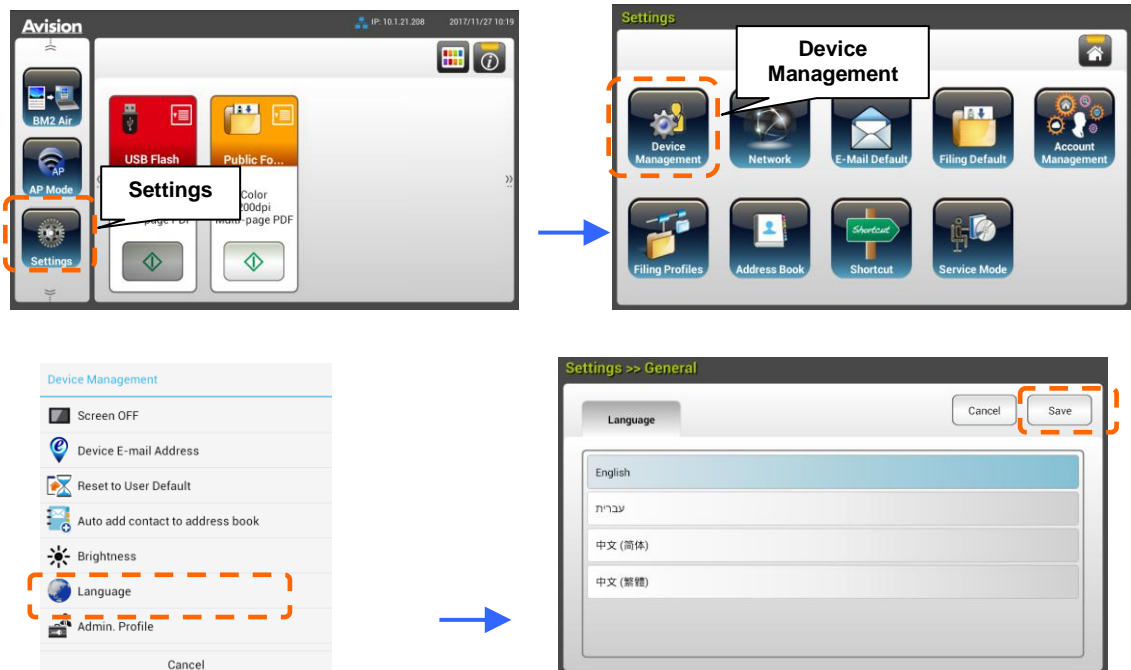 Avision
IP: 10.1.21.208
2017/11/27 10:19
BM2 Air
AP
AP Mode
Settings
USB Flash
Public Fo...
Settings
Color
200dpi
Multi-page PDF
Settings
Device
Management
Device
Management
Network
E-Mail Default
Filing Default
Account
Management
Filing Profiles
Address Book
Shortcut
Shortcut
Service Mode
Device Management
Screen OFF
Device E-mail Address
Reset to User Default
Auto add contact to address book
Brightness
Language
Admin. Profile
Cancel
Settings >> General
Language
Cancel
Save
English
עברית
中文 (简体)
中文 (繁體)